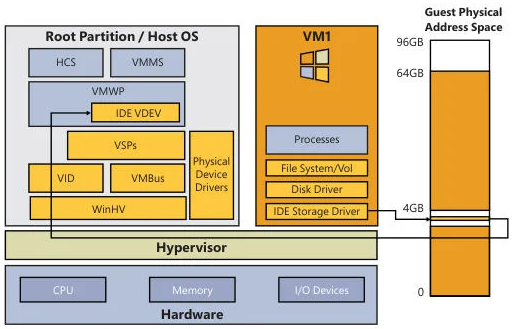 Root Partition / Host OS
HCS
VMMS
VMWP
IDE VDEV
VSPs
VID
VMBus
WinHV
Physical
Device
Drivers
VM1
Processes
File System/Vol
Disk Driver
IDE Storage Driver
Guest Physical
Address Space
96GB
64GB
4GB
0
Hypervisor
CPU
Memory
I/O Devices
Hardware